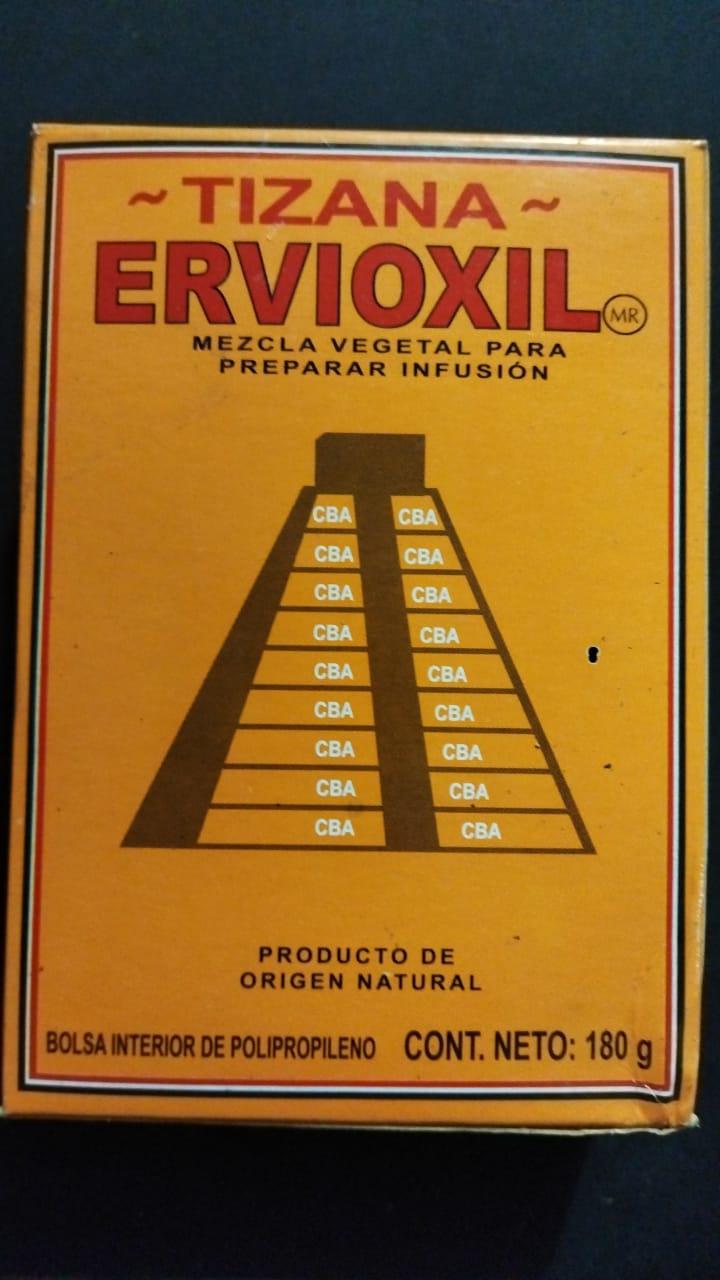 ~ TIZANA ~
ERVIOXIL MR
MEZCLA VEGETAL PARA
PREPARAR INFUSIÓN
CBA CBA
CBA CBA
CBA CBA
CBA CBA
CBA CBA
CBA CBA
CBA CBA
CBA CBA
CBA CBA
PRODUCTO DE
ORIGEN NATURAL
BOLSA INTERIOR DE POLIPROPILENO CONT. NETO: 180 g